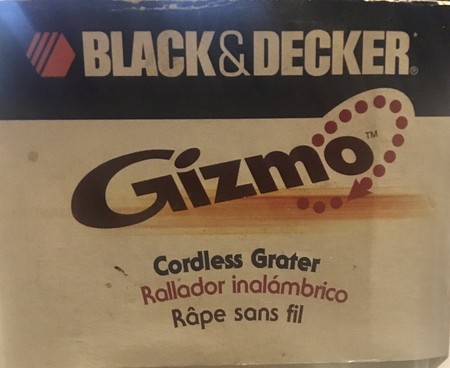 BLACK&DECKER®
Gizmo™
Cordless Grater
Rallador inalámbrico
Râpe sans fil